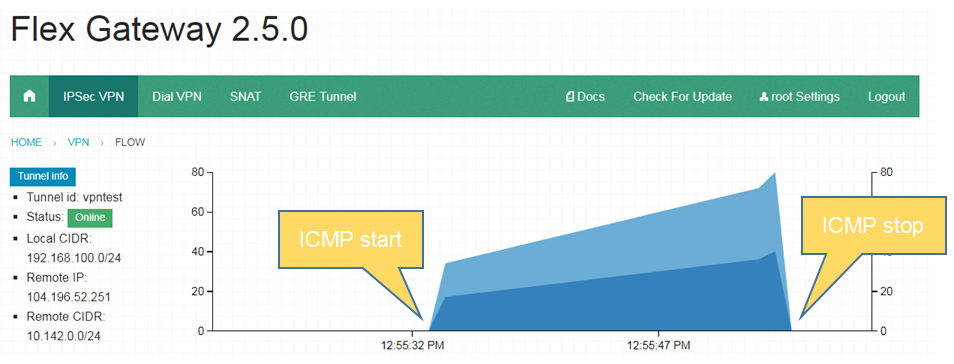 Flex Gateway 2.5.0
IPSec VPN Dial VPN SNAT GRE Tunnel Docs Check For Update root Settings Logout
HOME › VPN › FLOW
Tunnel info
Tunnel id: vpntest
Status: Online
Local CIDR:
192.168.100.0/24
Remote IP:
104.196.52.251
Remote CIDR:
10.142.0.0/24
80
60
40
20
0
ICMP start
ICMP stop
80
20
0
12:55:32 PM
12:55:47 PM